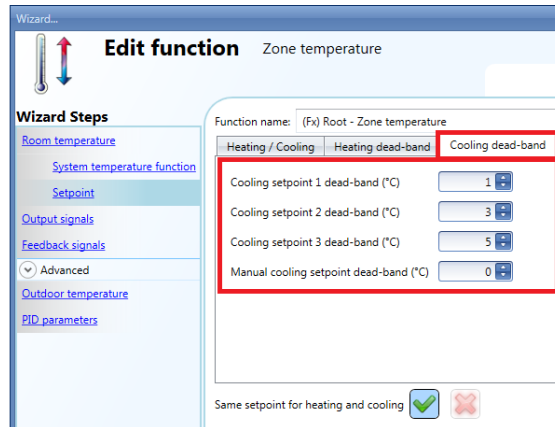 Wizard...
Edit function Zone temperature
Wizard Steps
Room temperature
System temperature function
Setpoint
Output signals
Feedback signals
Advanced
Outdoor temperature
PID parameters
Function name: (Fx) Root - Zone temperature
Heating / Cooling Heating dead-band Cooling dead-band
Cooling setpoint 1 dead-band (°C) 1
Cooling setpoint 2 dead-band (°C) 3
Cooling setpoint 3 dead-band (°C) 5
Manual cooling setpoint dead-band (°C) 0
Same setpoint for heating and cooling